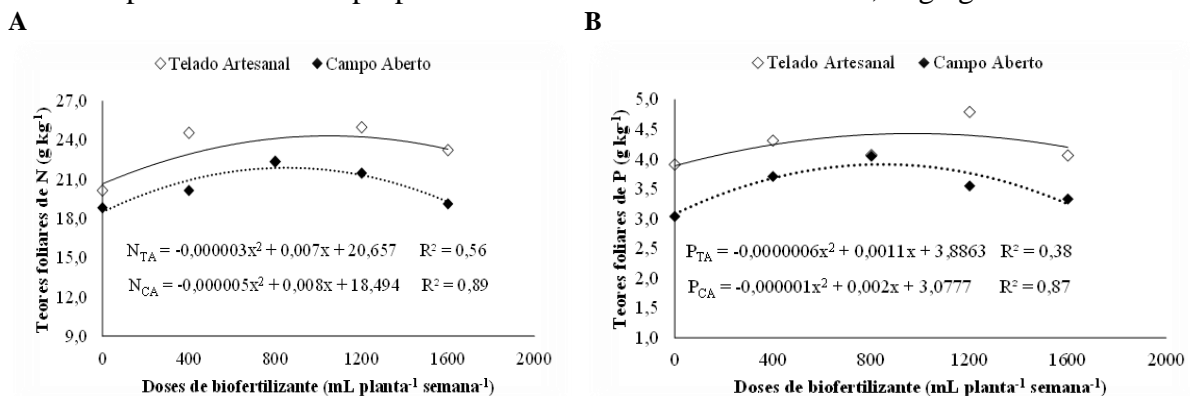 A
◇Telado Artesanal ◆Campo Aberto
Teores foliares de N (g kg⁻¹)
27,0
24,0
21,0
18,0
15,0
12,0
9,0
N_TA = -0,000003x² + 0,007x + 20,657 R² = 0,56
N_CA = -0,000005x² + 0,008x + 18,494 R² = 0,89
0 400 800 1200 1600 2000
Doses de biofertilizante (mL planta⁻¹ semana⁻¹)
B
◇Telado Artesanal ◆Campo Aberto
Teores foliares de P (g kg⁻¹)
5,0
4,5
4,0
3,5
3,0
2,5
2,0
1,5
1,0
P_TA = -0,0000006x² + 0,0011x + 3,8863 R² = 0,38
P_CA = -0,000001x² + 0,002x + 3,0777 R² = 0,87
0 400 800 1200 1600 2000
Doses de biofertilizante (mL planta⁻¹ semana⁻¹)